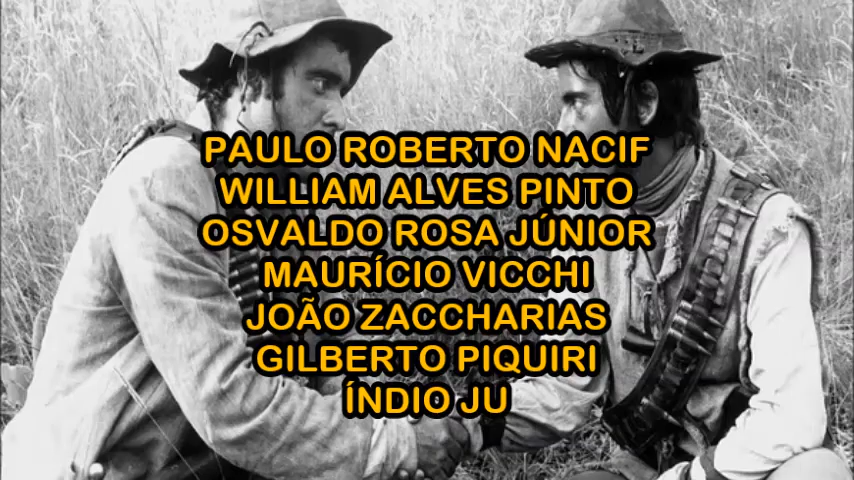 PAULO ROBERTO NACIF
WILLIAM ALVES PINTO
OSVALDO ROSA JÚNIOR
MAURÍCIO VICCHI
JOÃO ZACCHARIAS
GILBERTO PIQUIRI
ÍNDIO JU